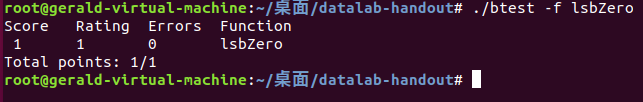 root@gerald-virtual-machine:~/桌面/datalab-handout# ./btest -f lsbZero
Score   Rating  Errors  Function
 1      1       0       lsbZero
Total points: 1/1
root@gerald-virtual-machine:~/桌面/datalab-handout#